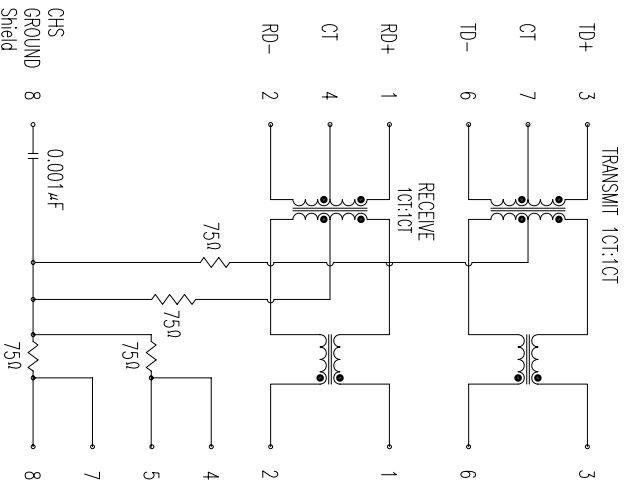 TRANSMIT 1CT:1CT
TD+ 3
3
CT 7
TD- 6
6
RECEIVE
1CT:1CT
RD+ 1
1
CT 4
RD- 2
2
75Ω
75Ω
4
75Ω
5
7
CHS
GROUND 8
Shield
0.001µF
75Ω
8